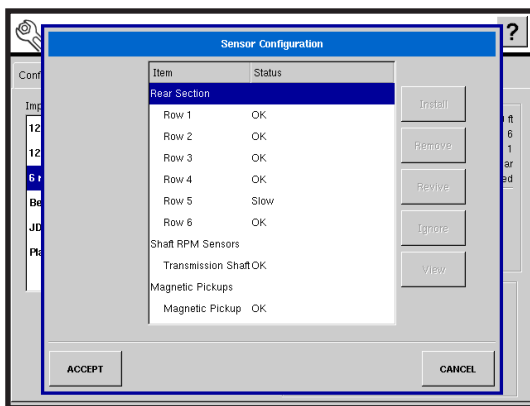 ?
Sensor Configuration
Conf
Item Status
Imp
Rear Section
Install
ft
12
Row 1 OK
6
12
Row 2 OK
Remove
1
Row 3 OK
ar
6 r
Row 4 OK
Revive
ed
Be
Row 5 Slow
JD
Row 6 OK
Ignore
Pla
Shaft RPM Sensors
Transmission Shaft OK
View
Magnetic Pickups
Magnetic Pickup OK
ACCEPT
CANCEL